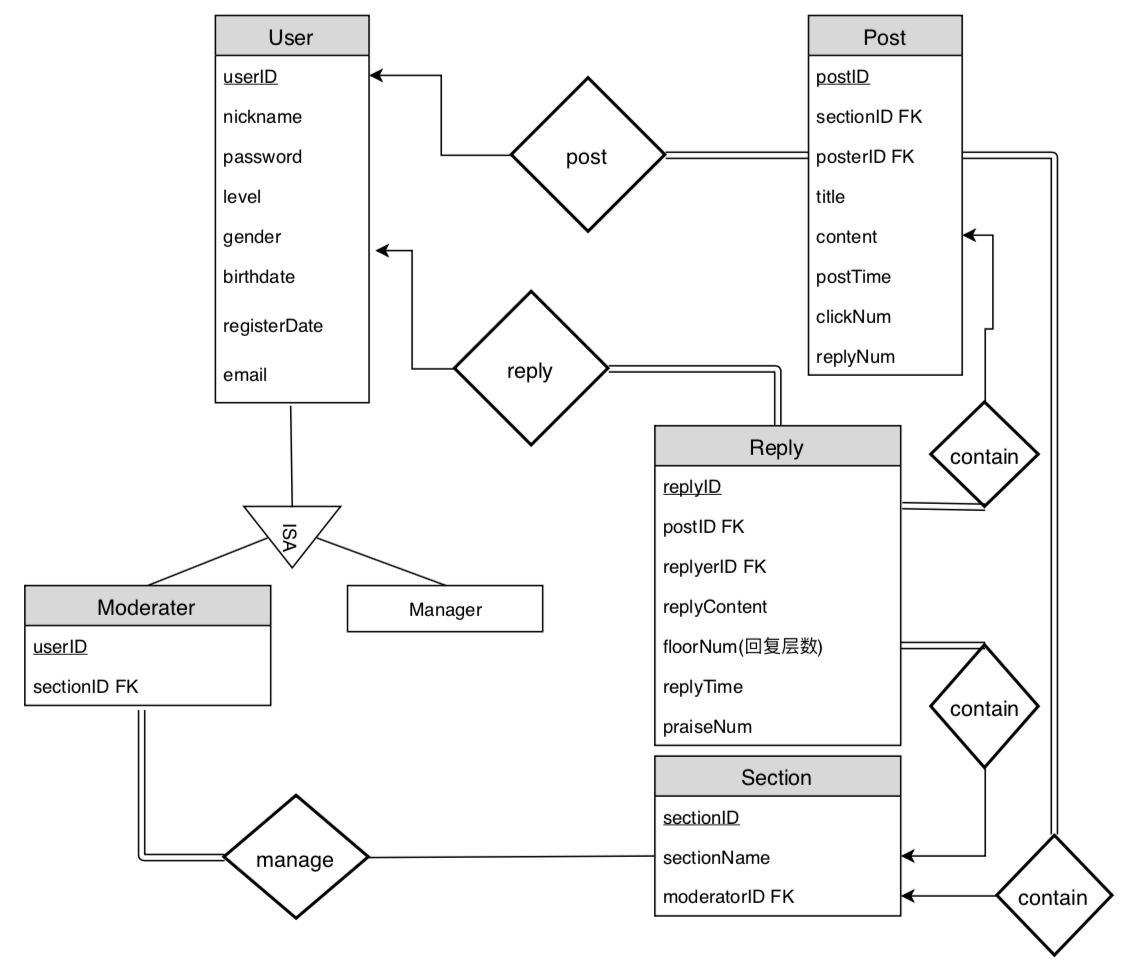 User
userID
nickname
password
level
gender
birthdate
registerDate
email
post
Post
postID
sectionID FK
posterID FK
title
content
postTime
clickNum
replyNum
reply
Reply
replyID
postID FK
replyerID FK
replyContent
floorNum(回复层数)
replyTime
praiseNum
contain
contain
ISA
Moderater
userID
sectionID FK
Manager
manage
Section
sectionID
sectionName
moderatorID FK
contain